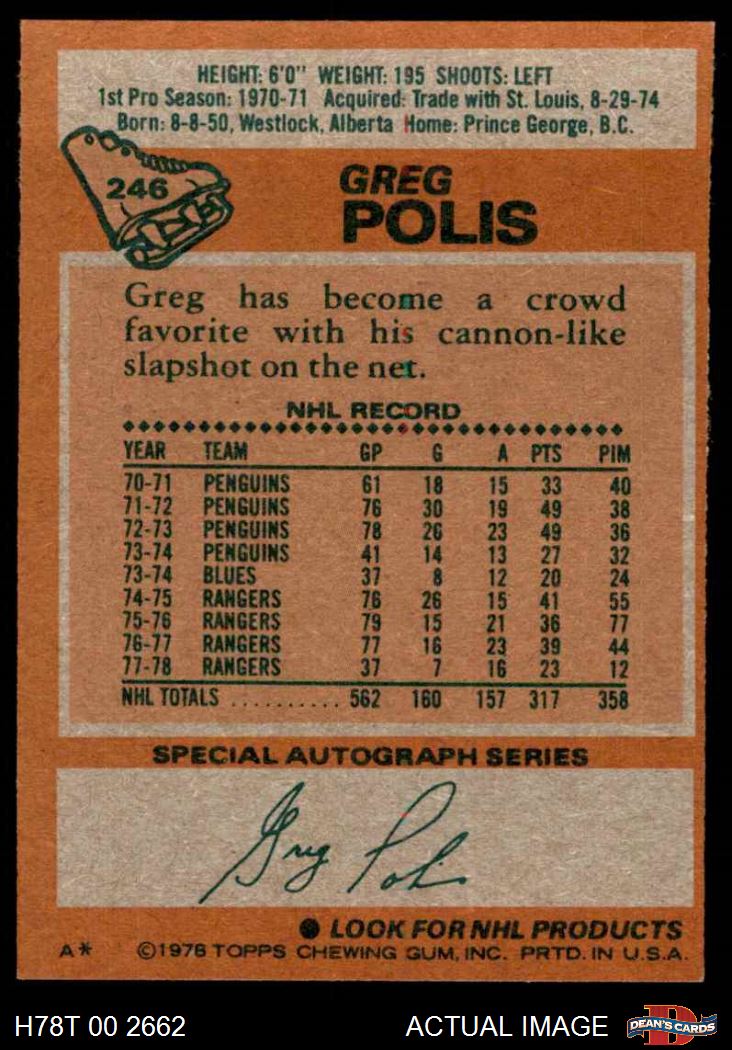 HEIGHT: 6'0" WEIGHT: 195 SHOOTS: LEFT
1st Pro Season: 1970-71 Acquired: Trade with St. Louis, 8-29-74
Born: 8-8-50, Westlock, Alberta Home: Prince George, B.C.
246
GREG
POLIS
Greg has become a crowd
favorite with his cannon-like
slapshot on the net.
NHL RECORD
YEAR TEAM GP G A PTS PIM
70-71 PENGUINS 61 18 15 33 40
71-72 PENGUINS 76 30 19 49 38
72-73 PENGUINS 78 26 23 49 36
73-74 PENGUINS 41 14 13 27 32
73-74 BLUES 37 8 12 20 24
74-75 RANGERS 76 26 15 41 55
75-76 RANGERS 79 15 21 36 77
76-77 RANGERS 77 16 23 39 44
77-78 RANGERS 37 7 16 23 12
NHL TOTALS .......... 562 160 157 317 358
SPECIAL AUTOGRAPH SERIES
Greg Polis
● LOOK FOR NHL PRODUCTS
A* ©1978 TOPPS CHEWING GUM, INC. PRTD. IN U.S.A.
H78T 00 2662 ACTUAL IMAGE DEAN'S CARDS